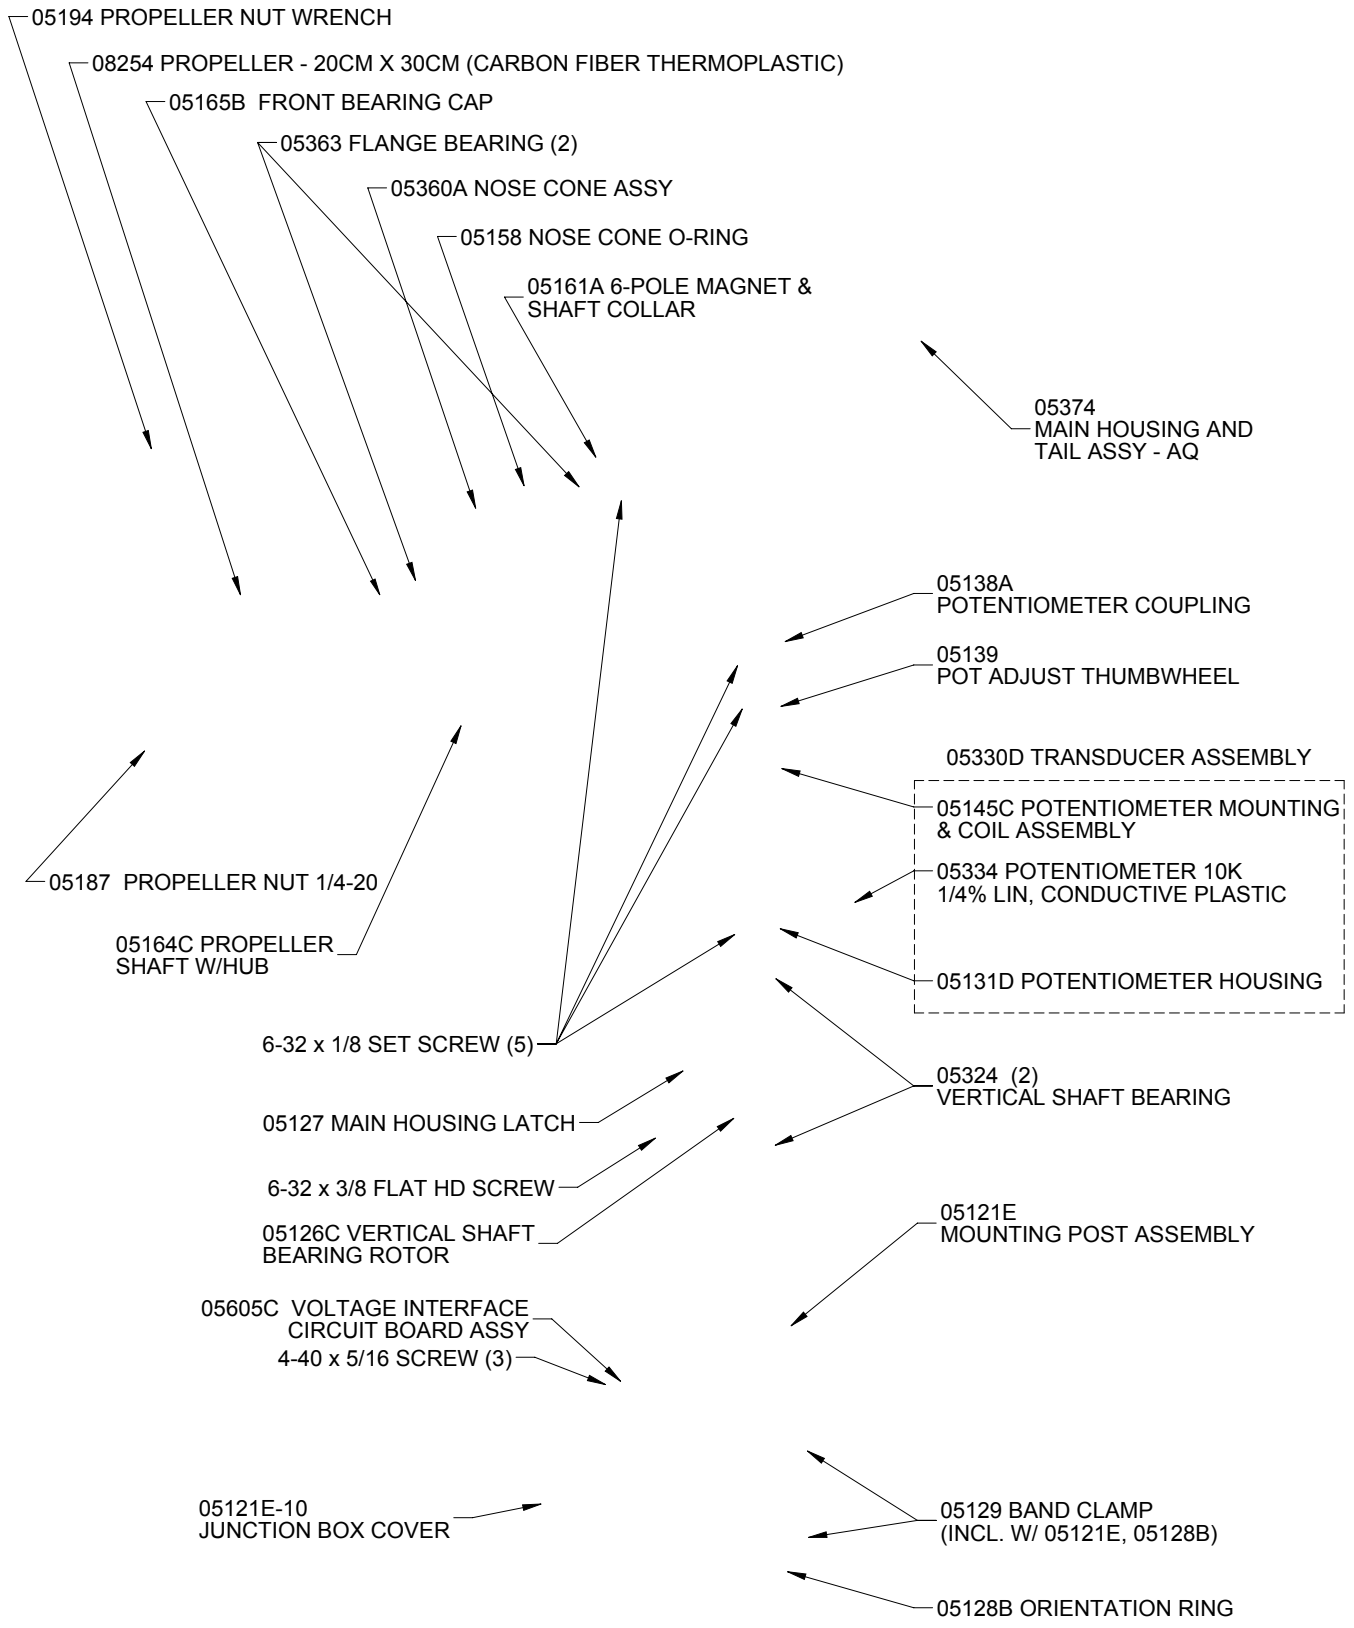 05194 PROPELLER NUT WRENCH
08254 PROPELLER - 20CM X 30CM (CARBON FIBER THERMOPLASTIC)
05165B FRONT BEARING CAP
05363 FLANGE BEARING (2)
05360A NOSE CONE ASSY
05158 NOSE CONE O-RING
05161A 6-POLE MAGNET &
SHAFT COLLAR
05374
MAIN HOUSING AND
TAIL ASSY - AQ
05138A
POTENTIOMETER COUPLING
05139
POT ADJUST THUMBWHEEL
05330D TRANSDUCER ASSEMBLY
05145C POTENTIOMETER MOUNTING
& COIL ASSEMBLY
05334 POTENTIOMETER 10K
1/4% LIN, CONDUCTIVE PLASTIC
05131D POTENTIOMETER HOUSING
05187 PROPELLER NUT 1/4-20
05164C PROPELLER
SHAFT W/HUB
6-32 x 1/8 SET SCREW (5)
05324 (2)
VERTICAL SHAFT BEARING
05127 MAIN HOUSING LATCH
6-32 x 3/8 FLAT HD SCREW
05126C VERTICAL SHAFT
BEARING ROTOR
05121E
MOUNTING POST ASSEMBLY
05605C VOLTAGE INTERFACE
CIRCUIT BOARD ASSY
4-40 x 5/16 SCREW (3)
05121E-10
JUNCTION BOX COVER
05129 BAND CLAMP
(INCL. W/ 05121E, 05128B)
05128B ORIENTATION RING